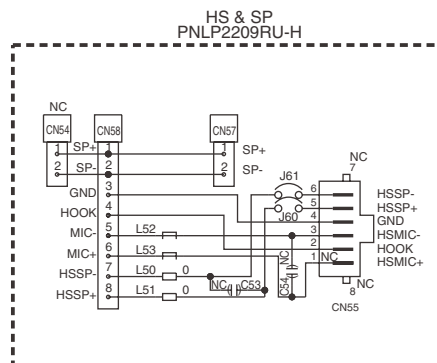 HS & SP
PNLP2209RU-H
NC
CN54 CN58 CN57
1 SP+ 1 1 SP+
2 SP- 2 2 SP-
GND 3
HOOK 4
MIC- 5 L52
MIC+ 6 L53
HSSP- 7 L50 0
HSSP+ 8 L51 0
NC C53
NC C54
J61
J60
NC
7
6 HSSP-
5 HSSP+
4 GND
3 HSMIC-
2 HOOK
1 NC HSMIC+
8 NC
CN55